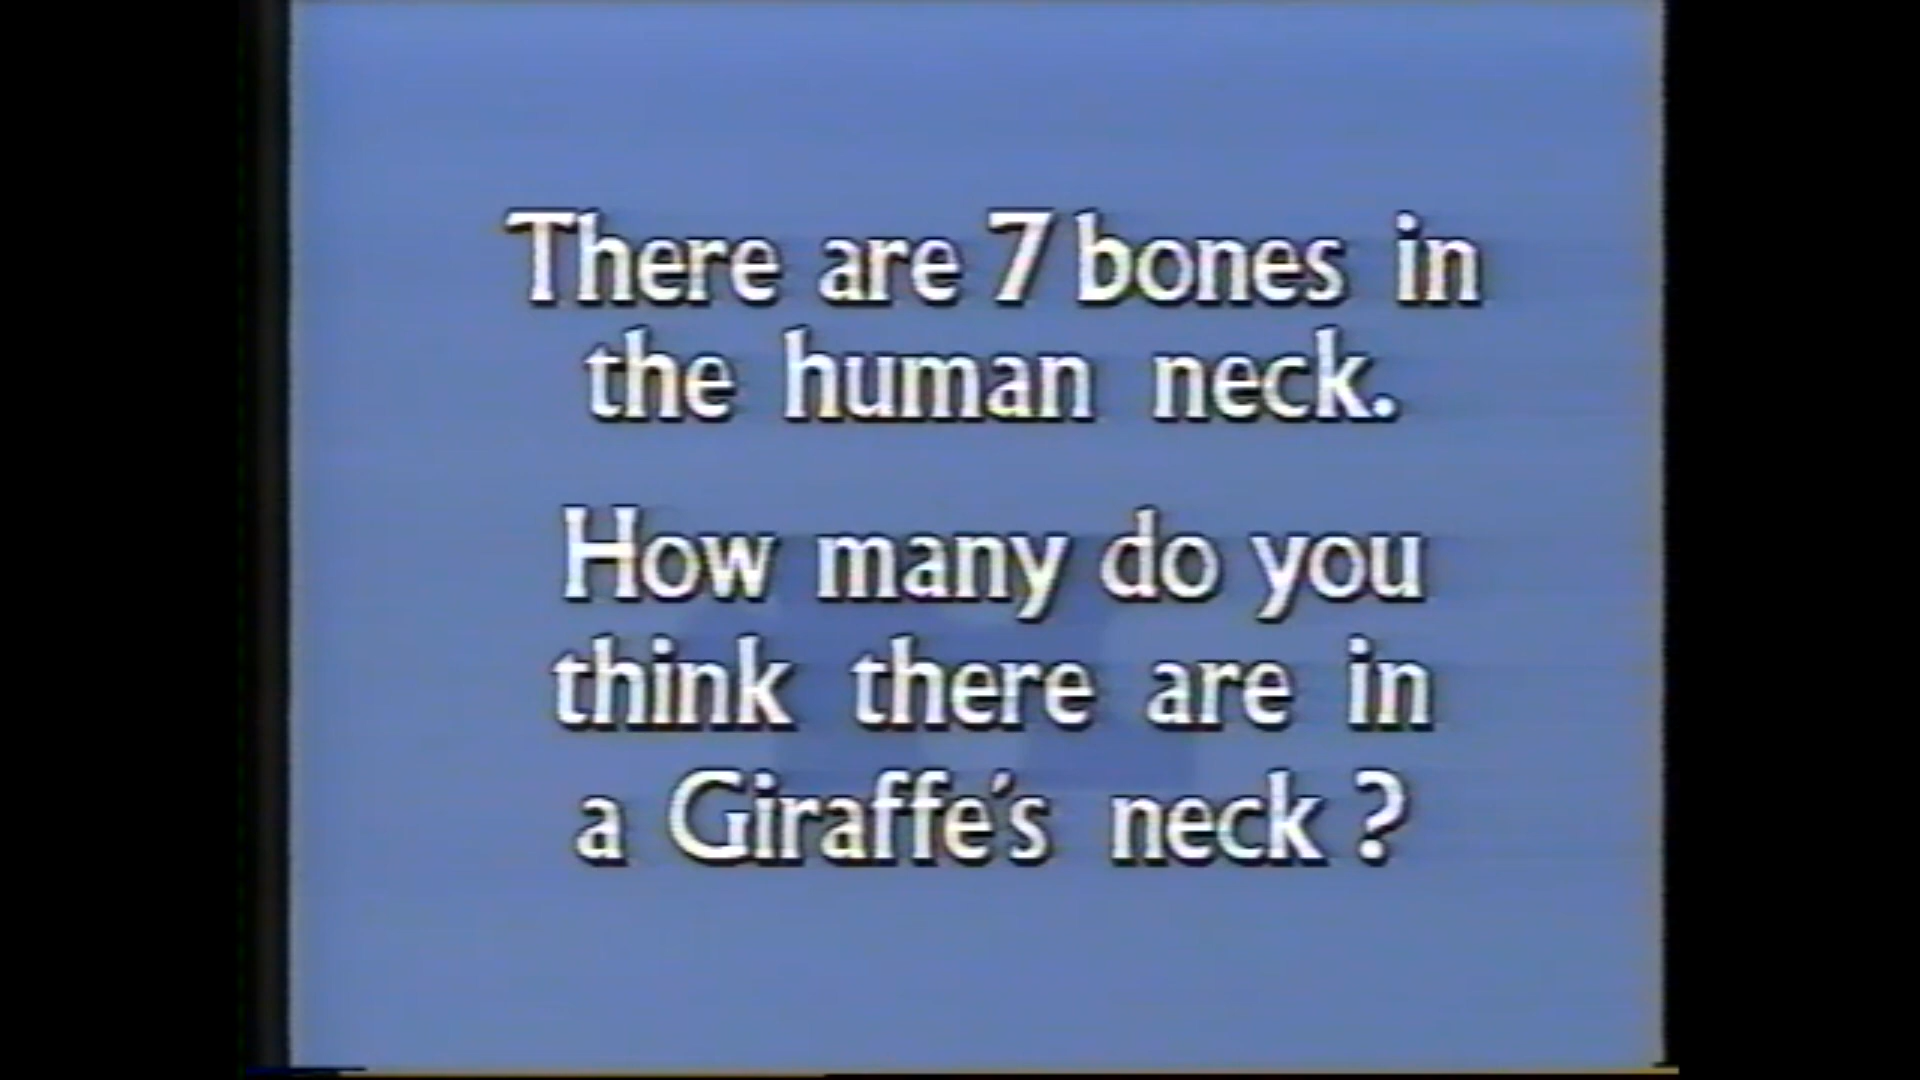 There are 7 bones in
the human neck.
How many do you
think there are in
a Giraffe's neck ?